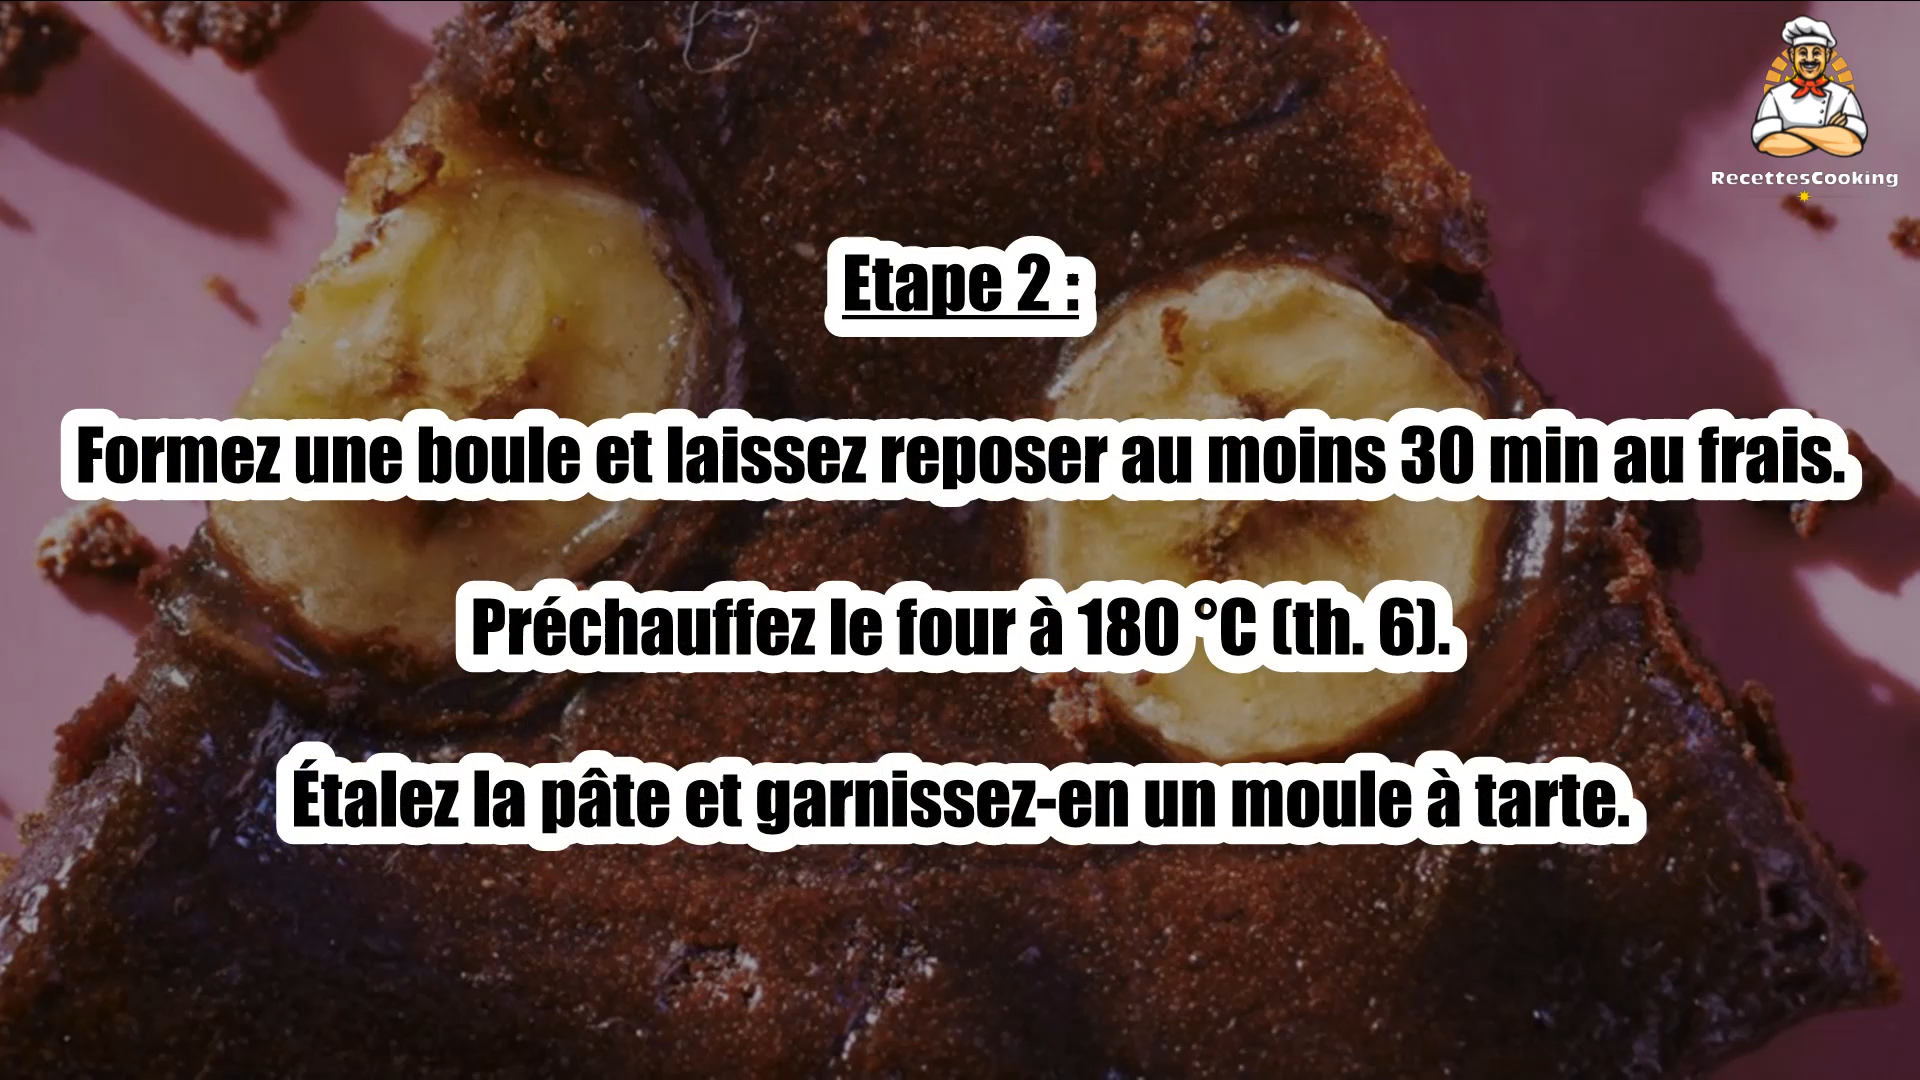 RecettesCooking
Etape 2 :
Formez une boule et laissez reposer au moins 30 min au frais.
Préchauffez le four à 180 °C (th. 6).
Étalez la pâte et garnissez-en un moule à tarte.